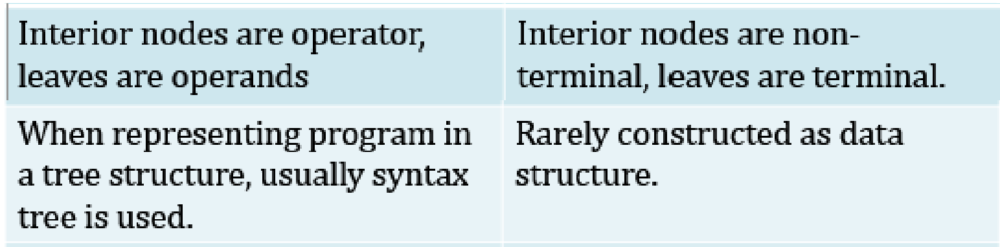 Interior nodes are operator,
leaves are operands
Interior nodes are non-
terminal, leaves are terminal.
When representing program in
a tree structure, usually syntax
tree is used.
Rarely constructed as data
structure.